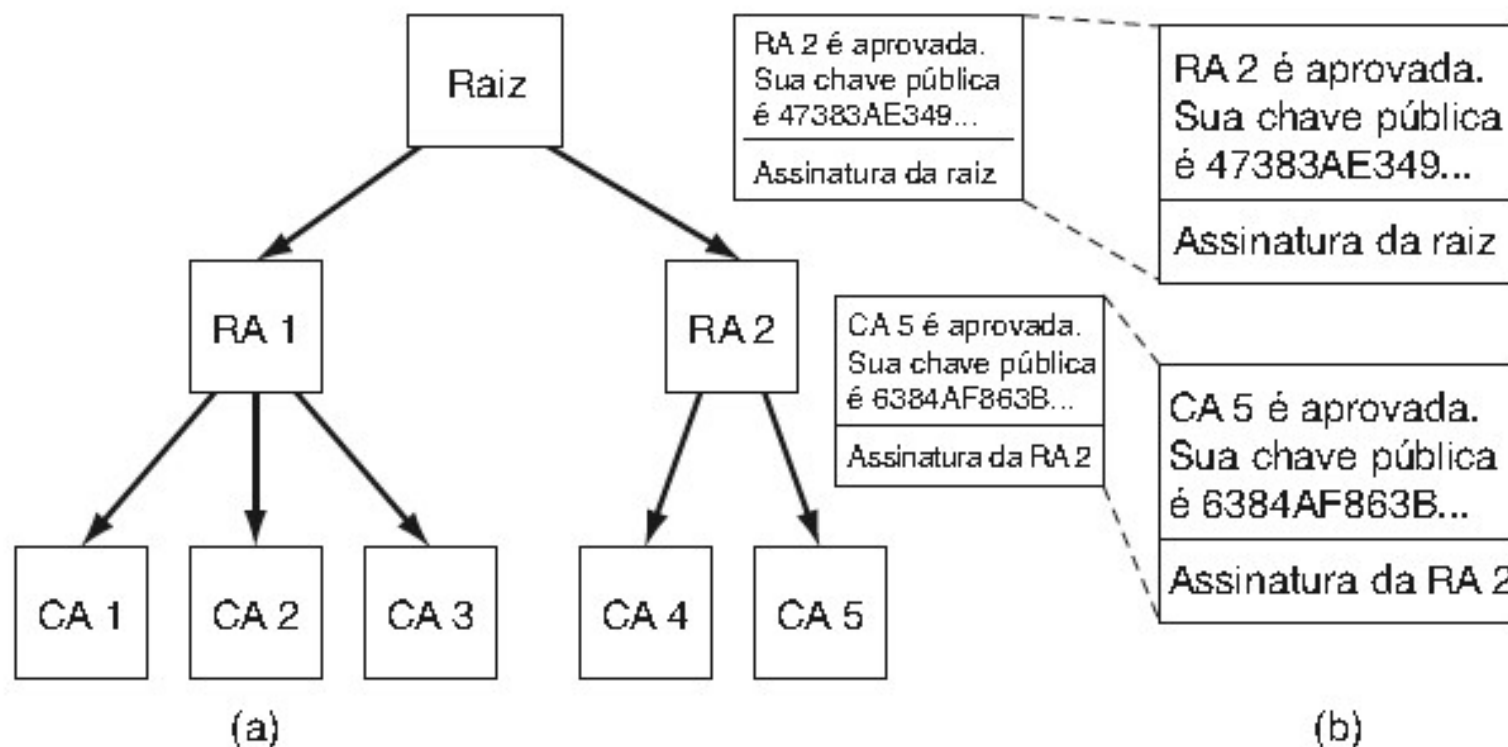 Raiz
RA 1
RA 2
CA 1
CA 2
CA 3
CA 4
CA 5
(a)
RA 2 é aprovada.
Sua chave pública
é 47383AE349...
Assinatura da raiz
CA 5 é aprovada.
Sua chave pública
é 6384AF863B...
Assinatura da RA 2
RA 2 é aprovada.
Sua chave pública
é 47383AE349...
Assinatura da raiz
CA 5 é aprovada.
Sua chave pública
é 6384AF863B...
Assinatura da RA 2
(b)